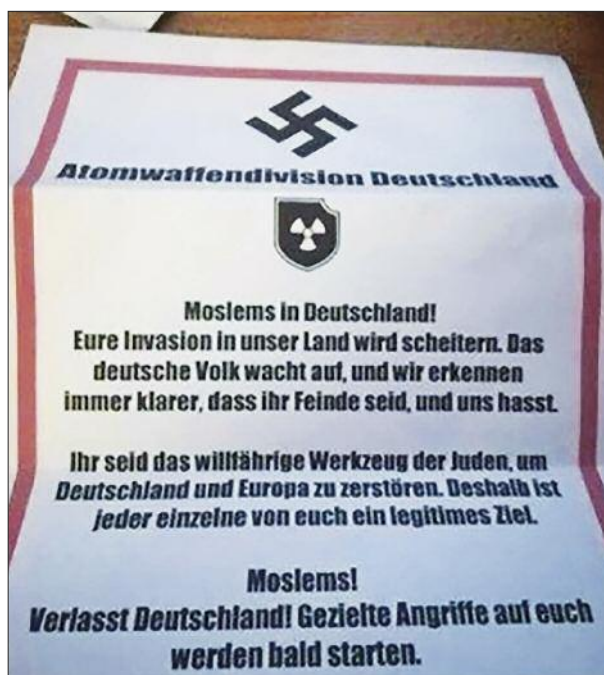 Atomwaffendivision Deutschland
Moslems in Deutschland!
Eure Invasion in unser Land wird scheitern. Das
deutsche Volk wacht auf, und wir erkennen
immer klarer, dass ihr Feinde seid, und uns hasst.
Ihr seid das willfährige Werkzeug der Juden, um
Deutschland und Europa zu zerstören. Deshalb ist
jeder einzelne von euch ein legitimes Ziel.
Moslems!
Verlasst Deutschland! Gezielte Angriffe auf euch
werden bald starten.